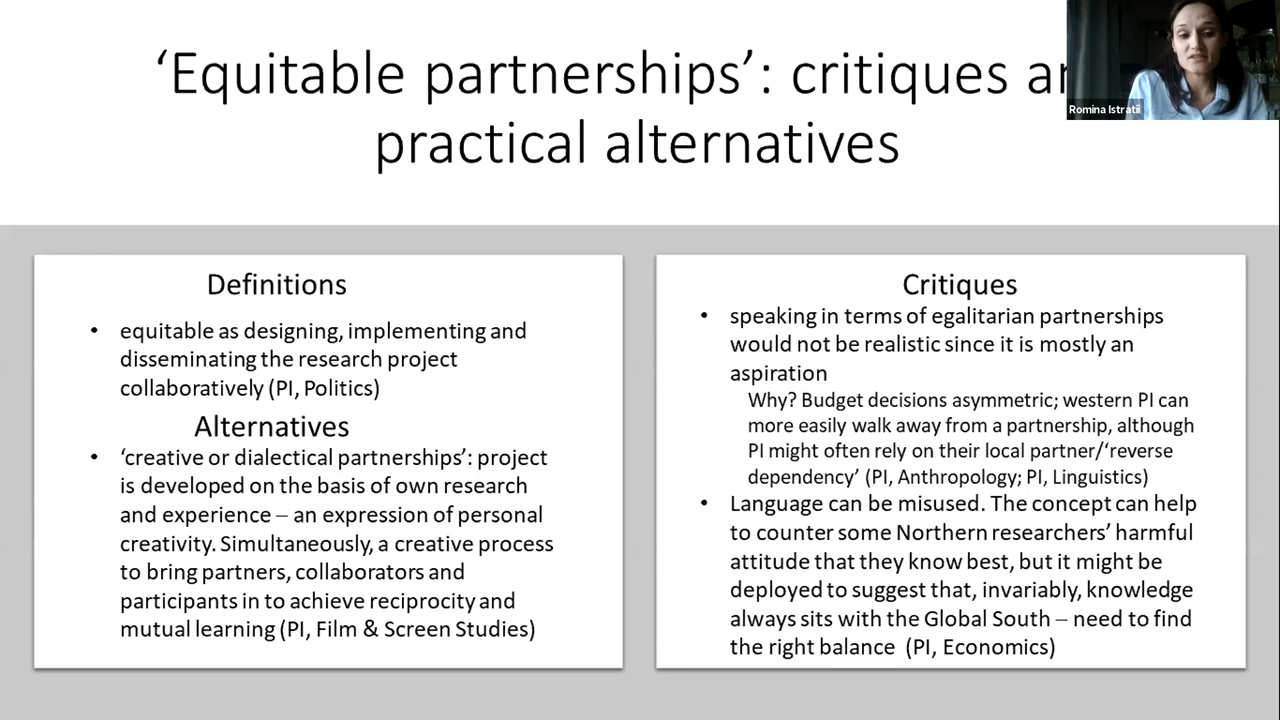 ‘Equitable partnerships’: critiques
practical alternatives
Romina Istratii
Definitions
• equitable as designing, implementing and
disseminating the research project
collaboratively (PI, Politics)
Alternatives
• ‘creative or dialectical partnerships’: project
is developed on the basis of own research
and experience – an expression of personal
creativity. Simultaneously, a creative process
to bring partners, collaborators and
participants in to achieve reciprocity and
mutual learning (PI, Film & Screen Studies)
Critiques
• speaking in terms of egalitarian partnerships
would not be realistic since it is mostly an
aspiration
Why? Budget decisions asymmetric; western PI can
more easily walk away from a partnership, although
PI might often rely on their local partner/‘reverse
dependency’ (PI, Anthropology; PI, Linguistics)
• Language can be misused. The concept can help
to counter some Northern researchers’ harmful
attitude that they know best, but it might be
deployed to suggest that, invariably, knowledge
always sits with the Global South – need to find
the right balance (PI, Economics)